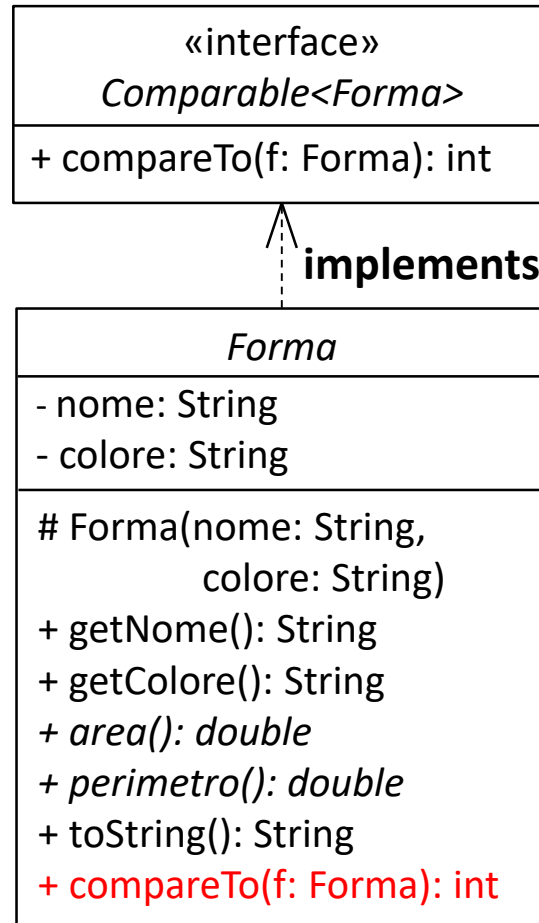 «interface»
Comparable<Forma>
+ compareTo(f: Forma): int
implements
Forma
- nome: String
- colore: String
# Forma(nome: String,
colore: String)
+ getNome(): String
+ getColore(): String
+ area(): double
+ perimetro(): double
+ toString(): String
+ compareTo(f: Forma): int